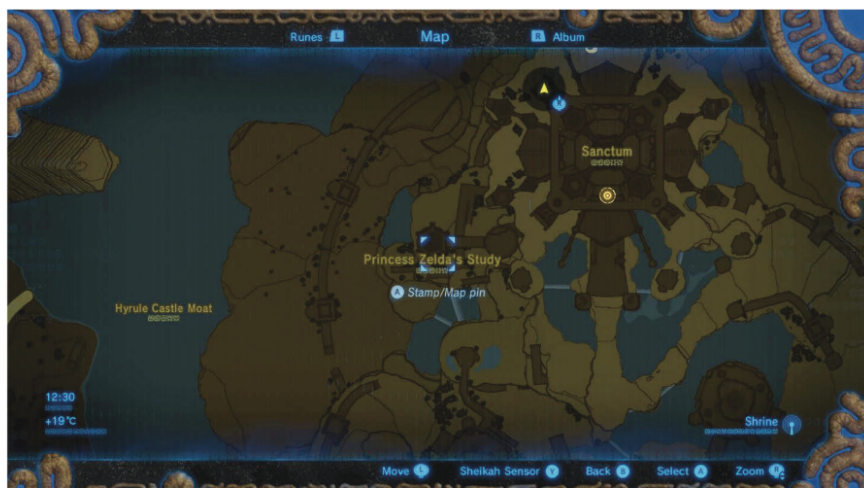 Runes L Map R Album
Sanctum
Princess Zelda's Study
A Stamp/Map pin
Hyrule Castle Moat
12:30
+19°C
Shrine
Move L Sheikah Sensor Y Back B Select A Zoom R